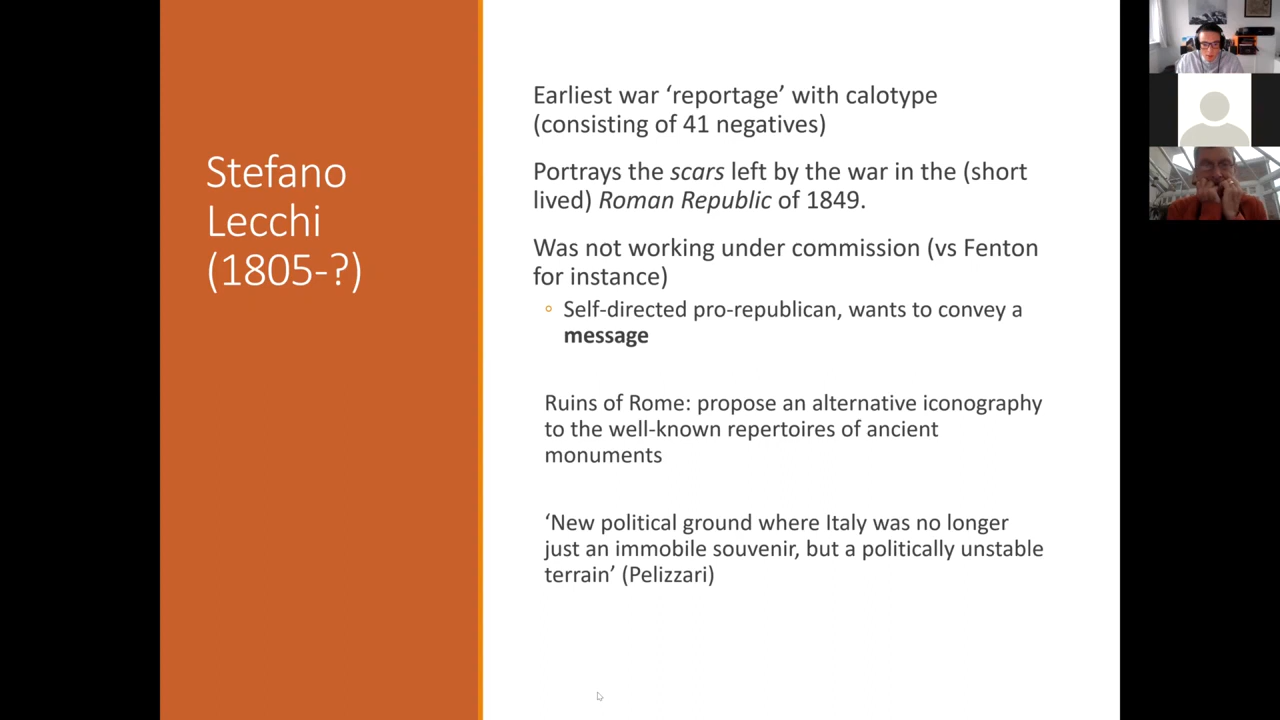 Stefano
Lecchi
(1805-?)
Earliest war ‘reportage’ with calotype
(consisting of 41 negatives)
Portrays the scars left by the war in the (short
lived) Roman Republic of 1849.
Was not working under commission (vs Fenton
for instance)
◦ Self-directed pro-republican, wants to convey a
message
Ruins of Rome: propose an alternative iconography
to the well-known repertoires of ancient
monuments
‘New political ground where Italy was no longer
just an immobile souvenir, but a politically unstable
terrain’ (Pelizzari)